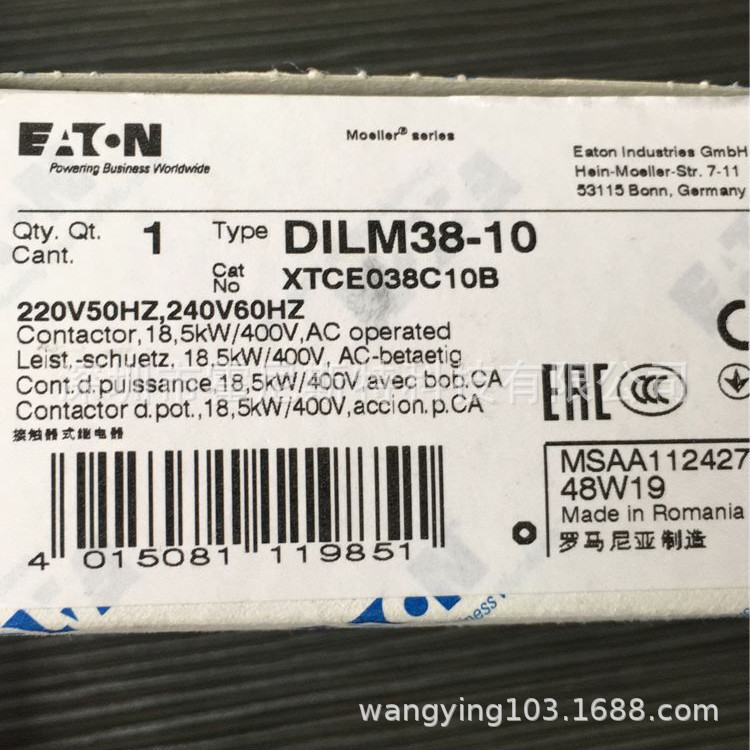 EATON
Powering Business Worldwide
Moeller® series
Eaton Industries GmbH
Hein-Moeller-Str. 7-11
53115 Bonn, Germany
Qty. Qt. 1 Type DILM38-10
Cant.
Cat No XTCE038C10B
220V50HZ,240V60HZ
Contactor,18,5kW/400V,AC operated
Leist,-schuetz, 18,5kW/400V, AC-betaetig
Cont.d.puissance,18,5kW/400V,avec bob.CA
Contactor d.pot.,18,5kW/400V,accion.p.CA
接触器式继电器
EAC CCC
MSAA112427
48W19
Made in Romania
罗马尼亚制造
4 015081 119851
wangying103.1688.com